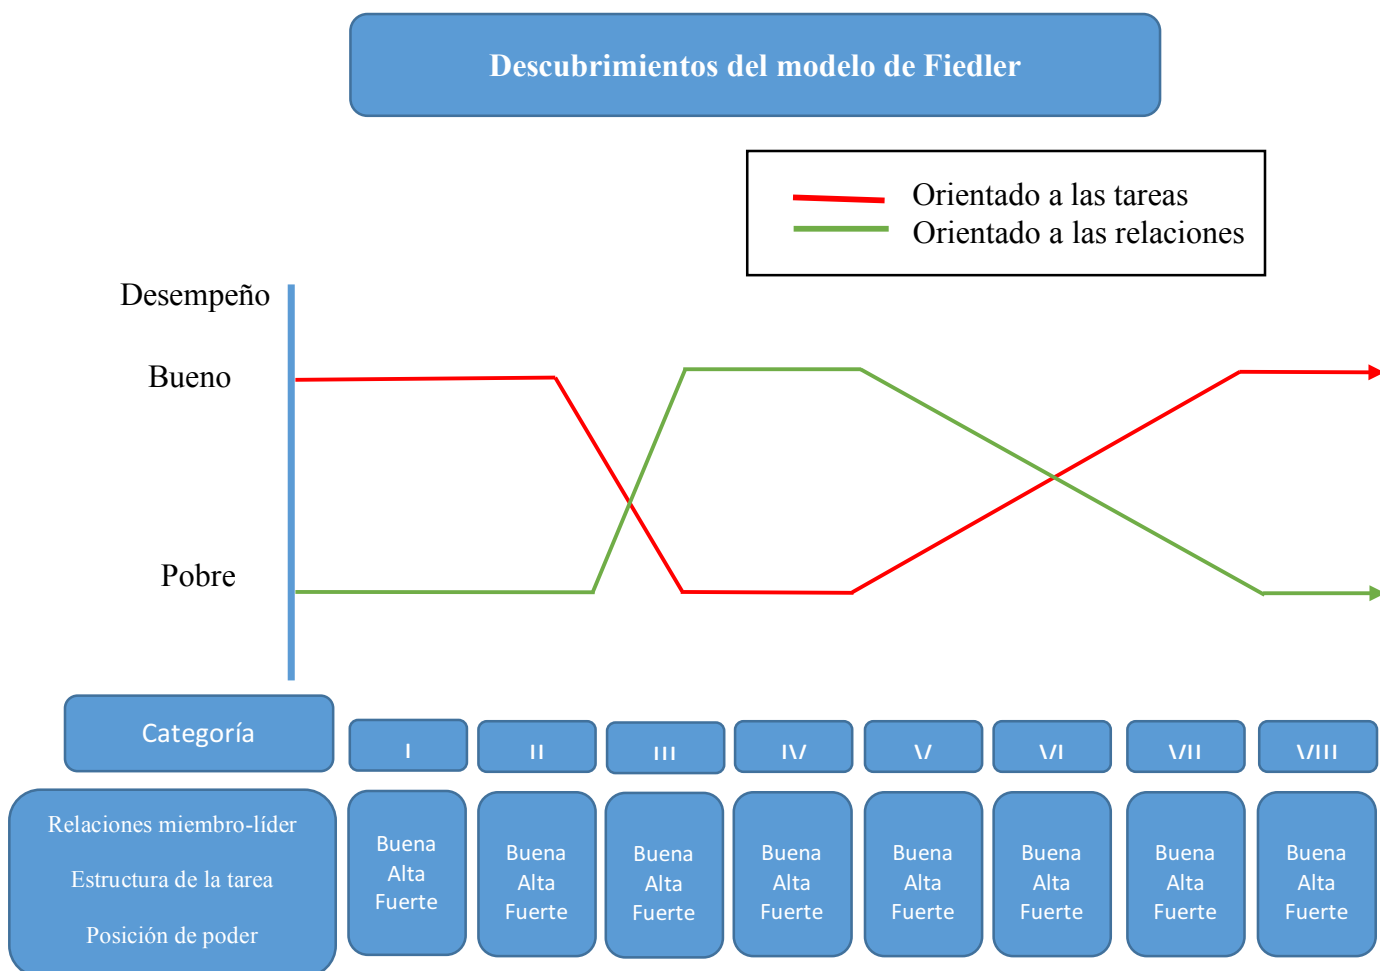 Descubrimientos del modelo de Fiedler
Orientado a las tareas
Orientado a las relaciones
Desempeño
Bueno
Pobre
Categoría
I
II
III
IV
V
VI
VII
VIII
Relaciones miembro-líder
Estructura de la tarea
Posición de poder
Buena
Alta
Fuerte
Buena
Alta
Fuerte
Buena
Alta
Fuerte
Buena
Alta
Fuerte
Buena
Alta
Fuerte
Buena
Alta
Fuerte
Buena
Alta
Fuerte
Buena
Alta
Fuerte